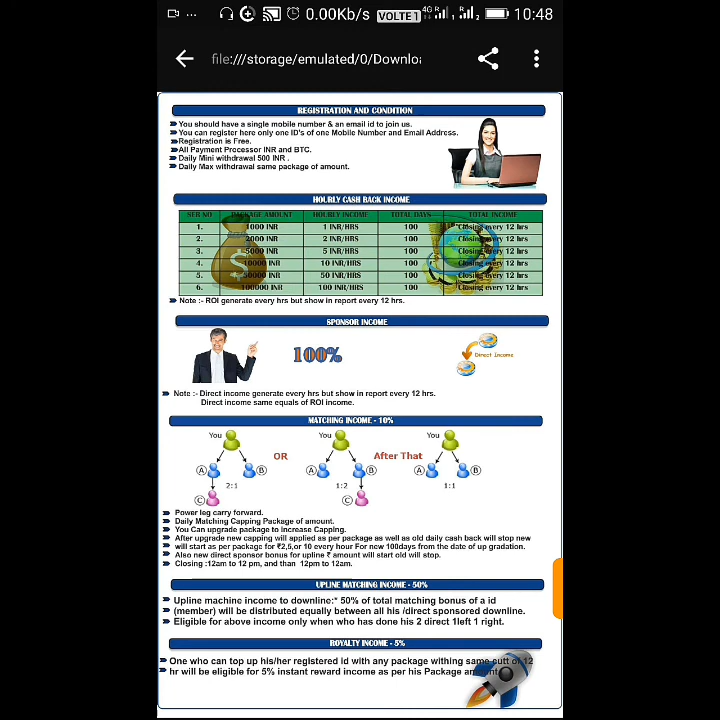 0.00Kb/s VOLTE 1 4G R 1 R 2 10:48
file:///storage/emulated/0/Downloa
REGISTRATION AND CONDITION
You should have a single mobile number & an email id to join us.
You can register here only one ID's of one Mobile Number and Email Address.
Registration is Free.
All Payment Processor INR and BTC.
Daily Mini withdrawal 500 INR .
Daily Max withdrawal same package of amount.
HOURLY CASH BACK INCOME
SER NO PACKAGE AMOUNT HOURLY INCOME TOTAL DAYS TOTAL INCOME
1. 1000 INR 1 INR/HRS 100 Closing every 12 hrs
2. 2000 INR 2 INR/HRS 100 Closing every 12 hrs
3. 5000 INR 5 INR/HRS 100 Closing every 12 hrs
4. 10000 INR 10 INR/HRS 100 Closing every 12 hrs
5. 50000 INR 50 INR/HRS 100 Closing every 12 hrs
6. 100000 INR 100 INR/HRS 100 Closing every 12 hrs
Note :- ROI generate every hrs but show in report every 12 hrs.
SPONSOR INCOME
100%
Direct Income
Note :- Direct income generate every hrs but show in report every 12 hrs.
Direct income same equals of ROI income.
MATCHING INCOME - 10%
You You You
OR After That
A B A B A B
2:1 1:2 1:1
C C
Power leg carry forward.
Daily Matching Capping Package of amount.
You Can upgrade package to increase Capping.
After upgrade new capping will applied as per package as well as old daily cash back will stop new
will start as per package for ₹2,5,or 10 every hour For new 100days from the date of up gradation.
Also new direct sponsor bonus for upline ₹ amount will start old will stop.
Closing :12am to 12 pm, and than 12pm to 12am.
UPLINE MATCHING INCOME - 50%
Upline machine income to downline:* 50% of total matching bonus of a id
(member) will be distributed equally between all his /direct sponsored downline.
Eligible for above income only when who has done his 2 direct 1left 1 right.
ROYALTY INCOME - 5%
One who can top up his/her registered id with any package withing same cutt of 12
hr will be eligible for 5% instant reward income as per his Package amount